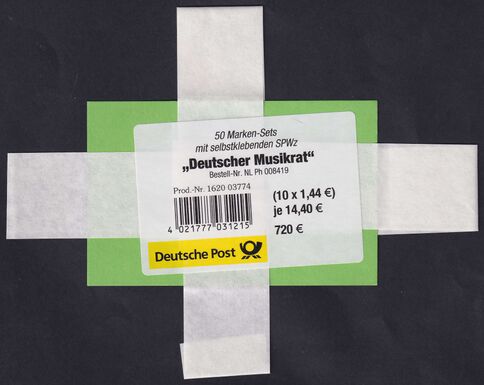 50 Marken-Sets
mit selbstklebenden SPWz
„Deutscher Musikrat“
Bestell-Nr. NL Ph 008419
Prod.-Nr. 1620 03774
(10 x 1,44 €)
je 14,40 €
720 €
4 021777 031215
Deutsche Post